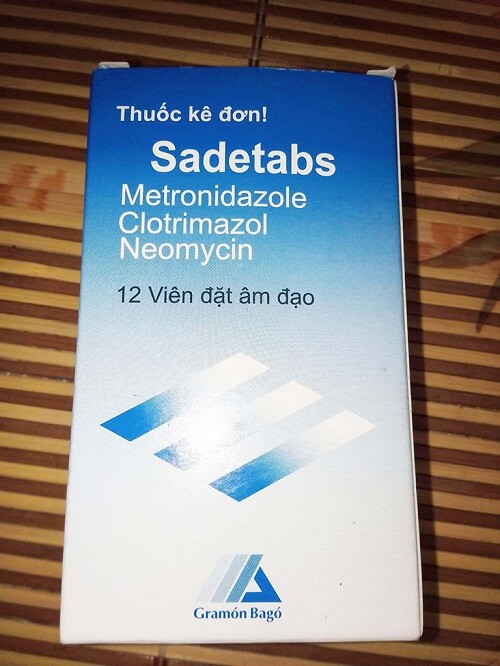 Thuốc kê đơn!
Sadetabs
Metronidazole
Clotrimazol
Neomycin
12 Viên đặt âm đạo
Gramón Bagó